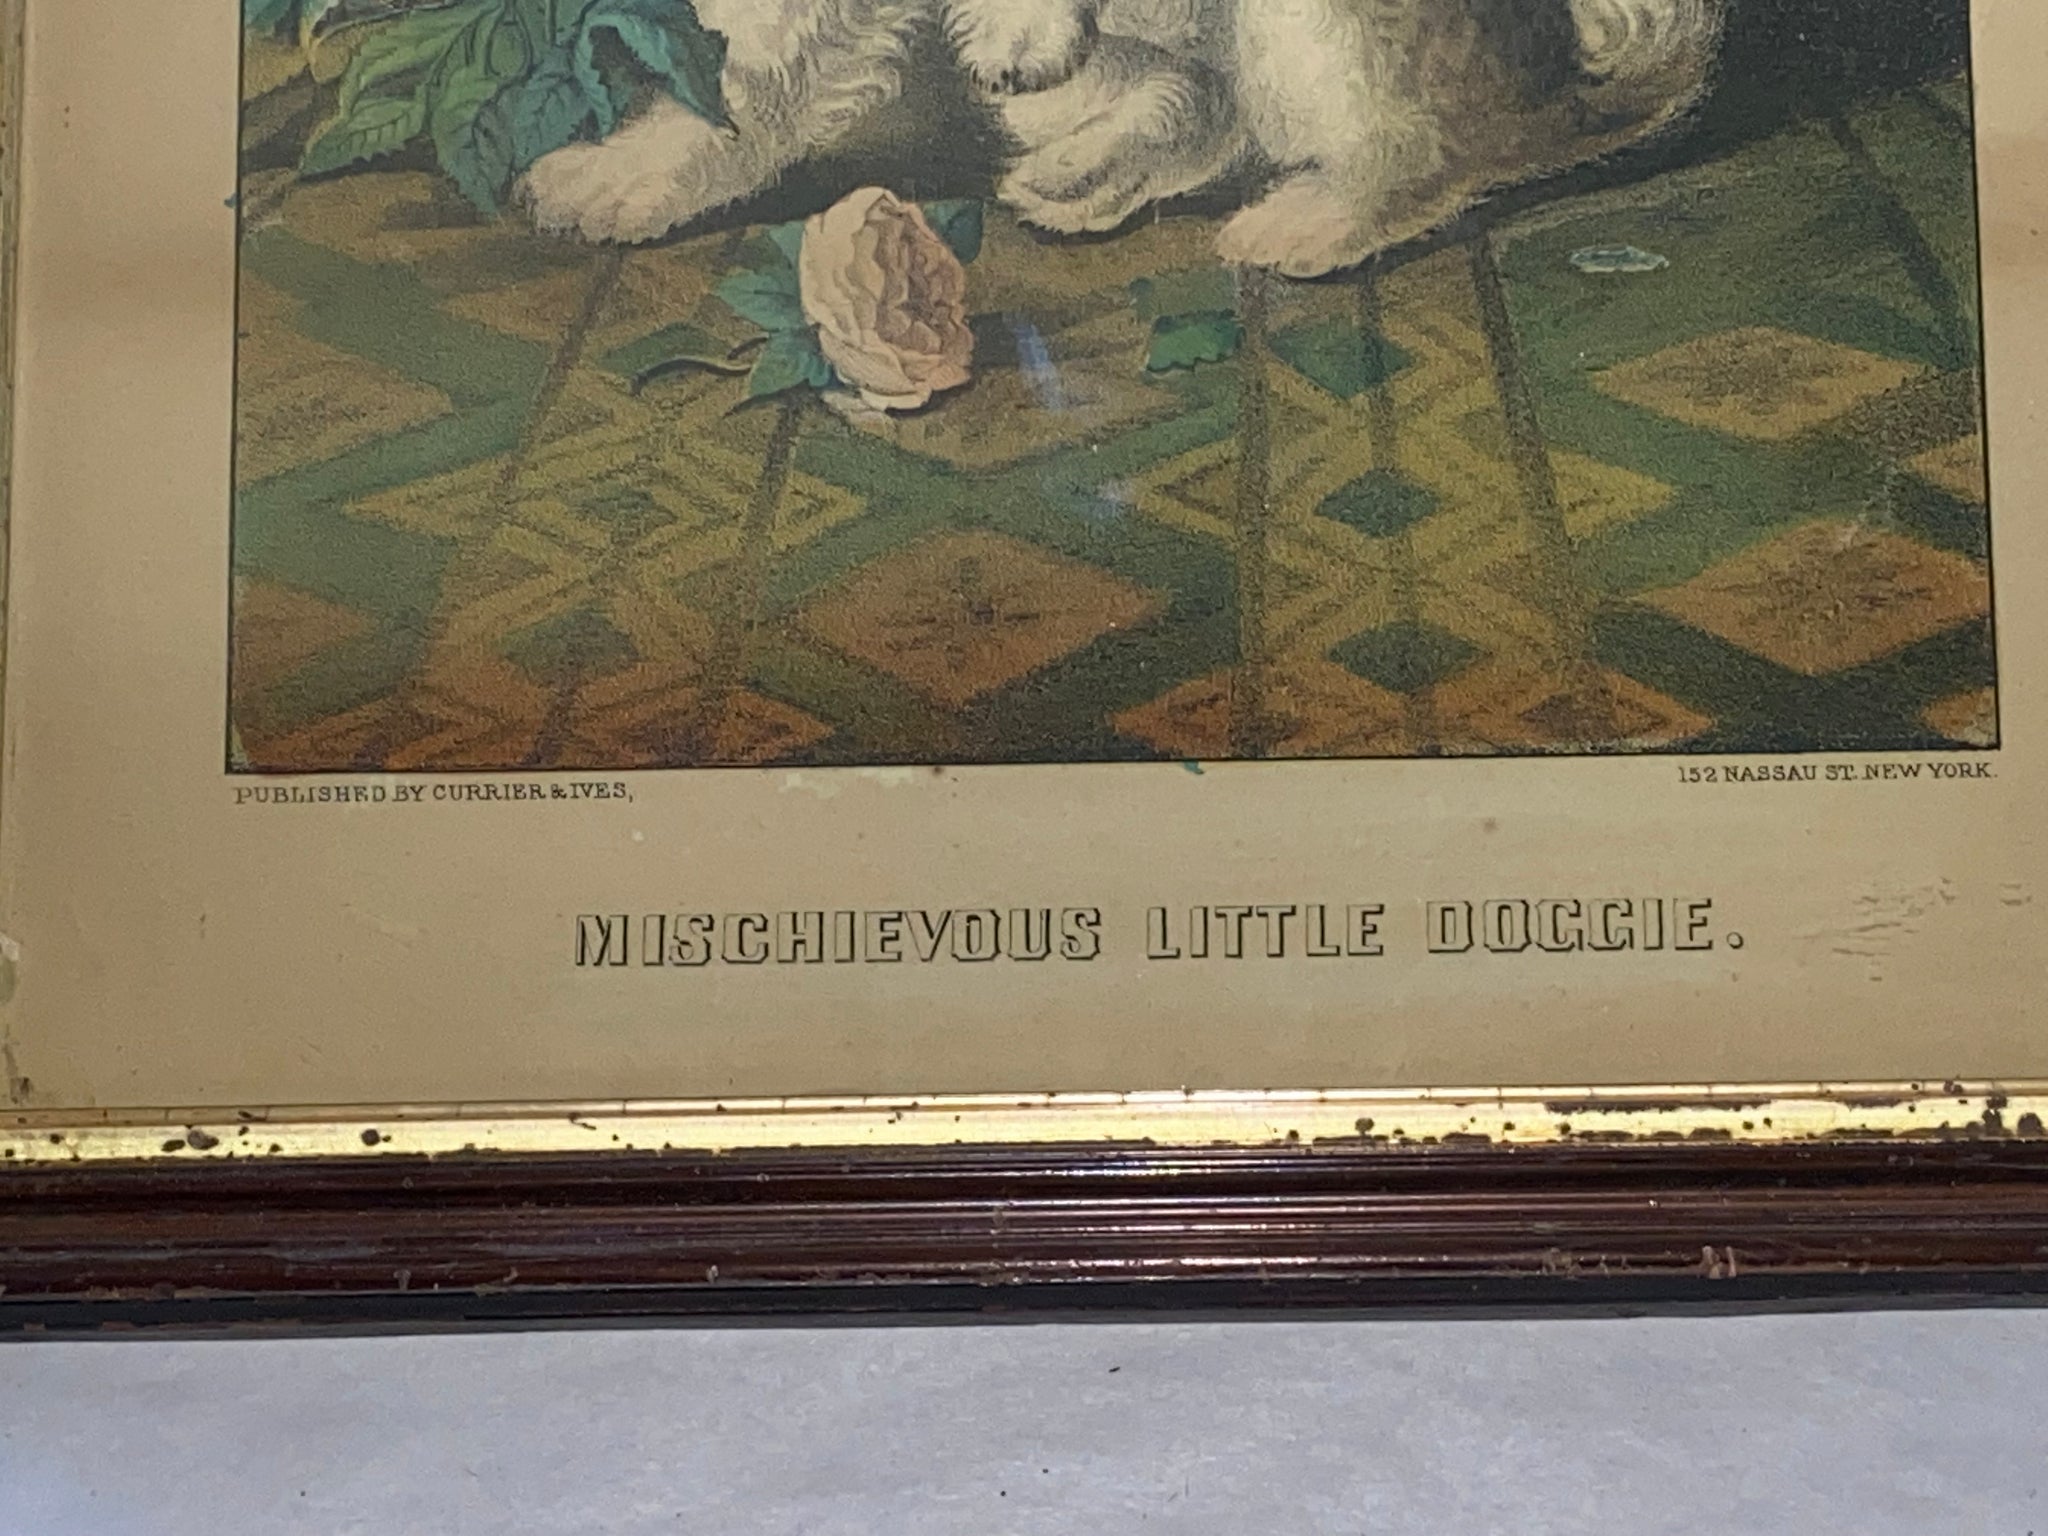 PUBLISHED BY CURRIER & IVES,
152 NASSAU ST. NEW YORK.
MISCHIEVOUS LITTLE DOGGIE.